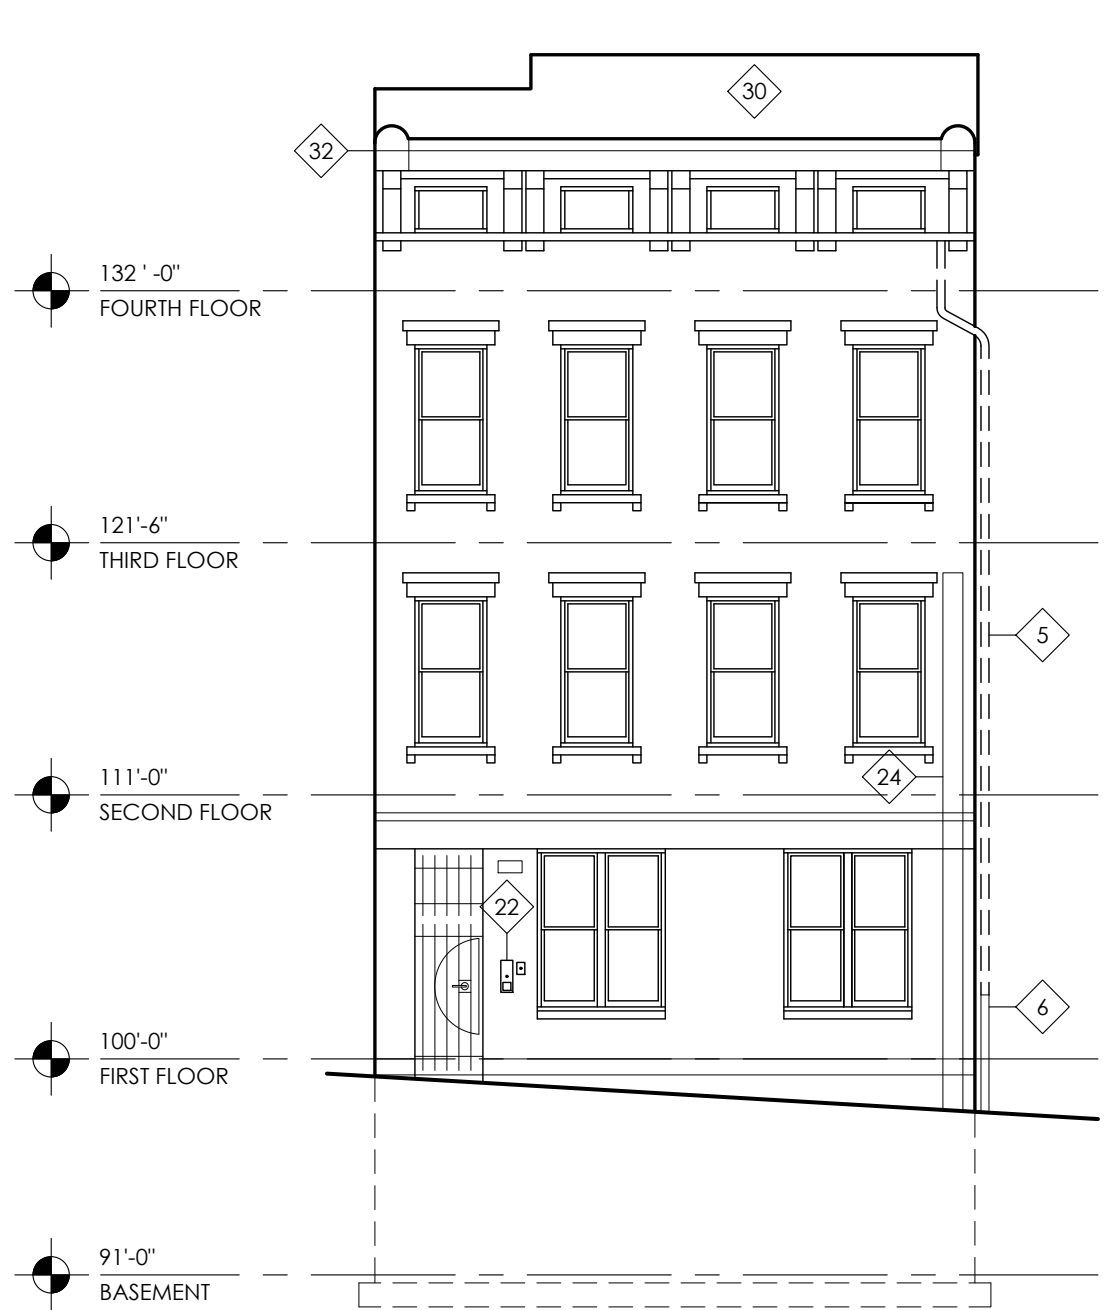 30
32
132 ' -0"
FOURTH FLOOR
121'-6"
THIRD FLOOR
5
111'-0"
24
SECOND FLOOR
22
6
100'-0"
FIRST FLOOR
91'-0"
BASEMENT